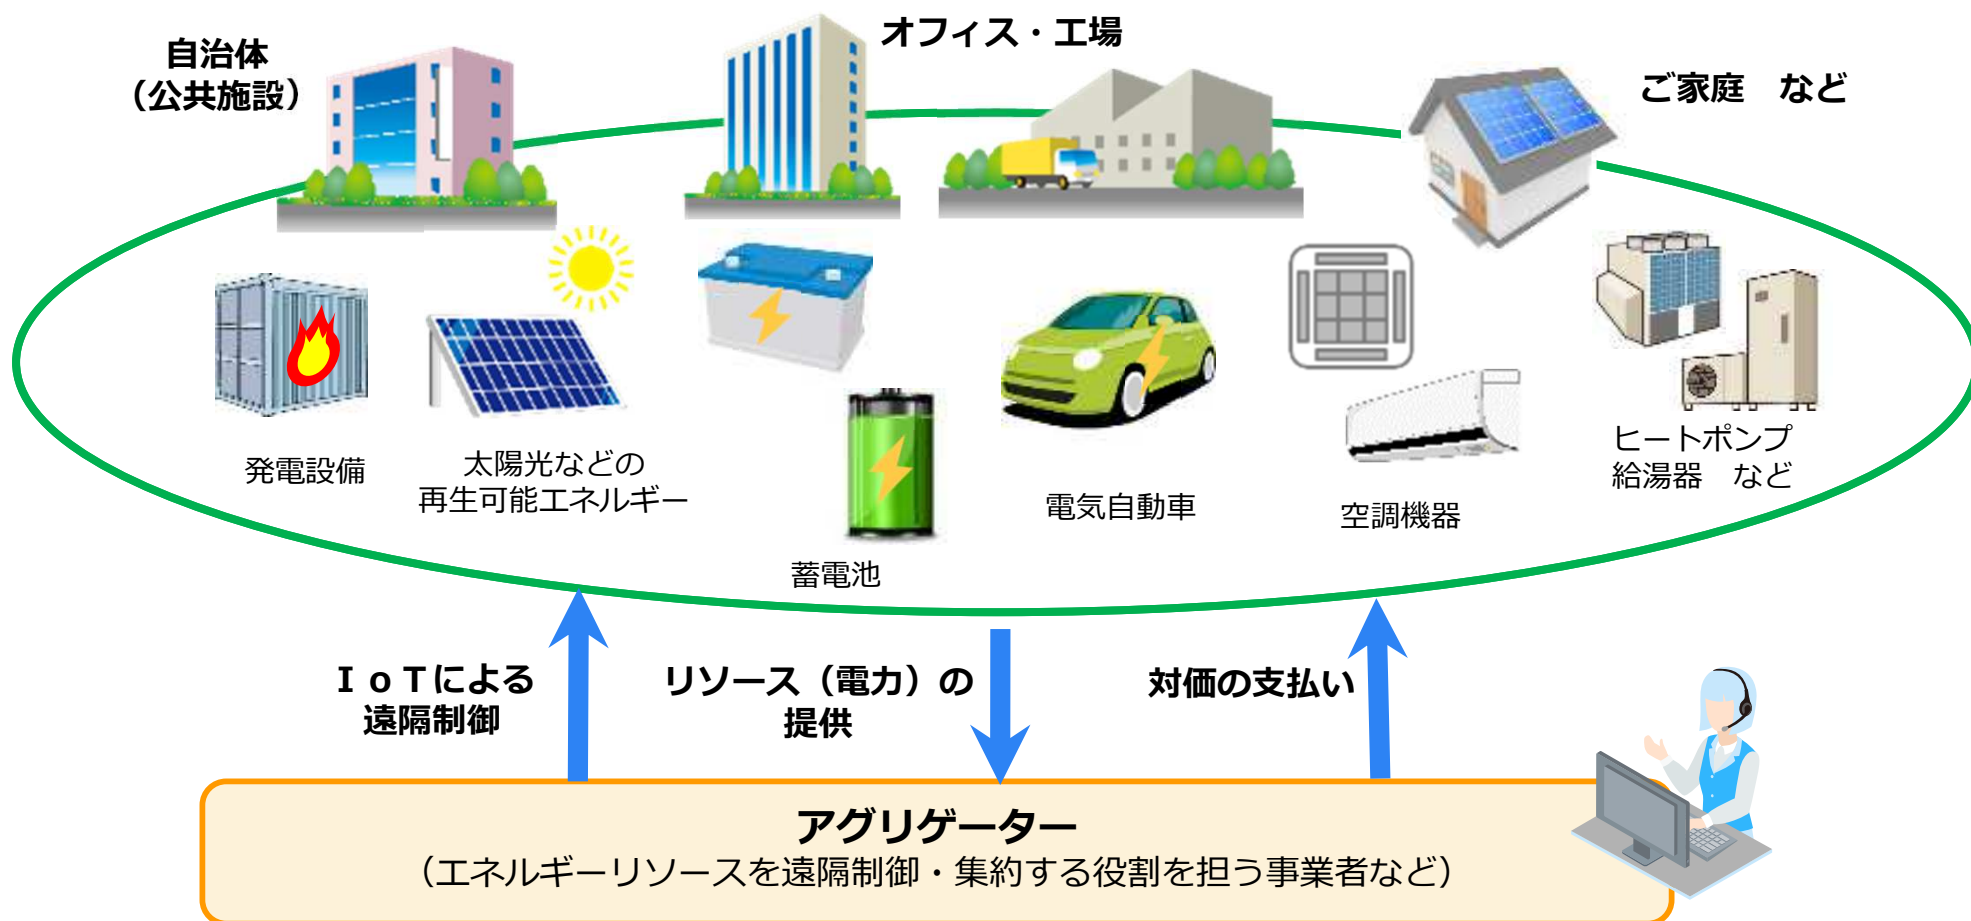 自治体
（公共施設）
オフィス・工場
ご家庭　など
発電設備
太陽光などの
再生可能エネルギー
蓄電池
電気自動車
空調機器
ヒートポンプ
給湯器　など
ＩｏＴによる
遠隔制御
リソース（電力）の
提供
対価の支払い
アグリゲーター
（エネルギーリソースを遠隔制御・集約する役割を担う事業者など）